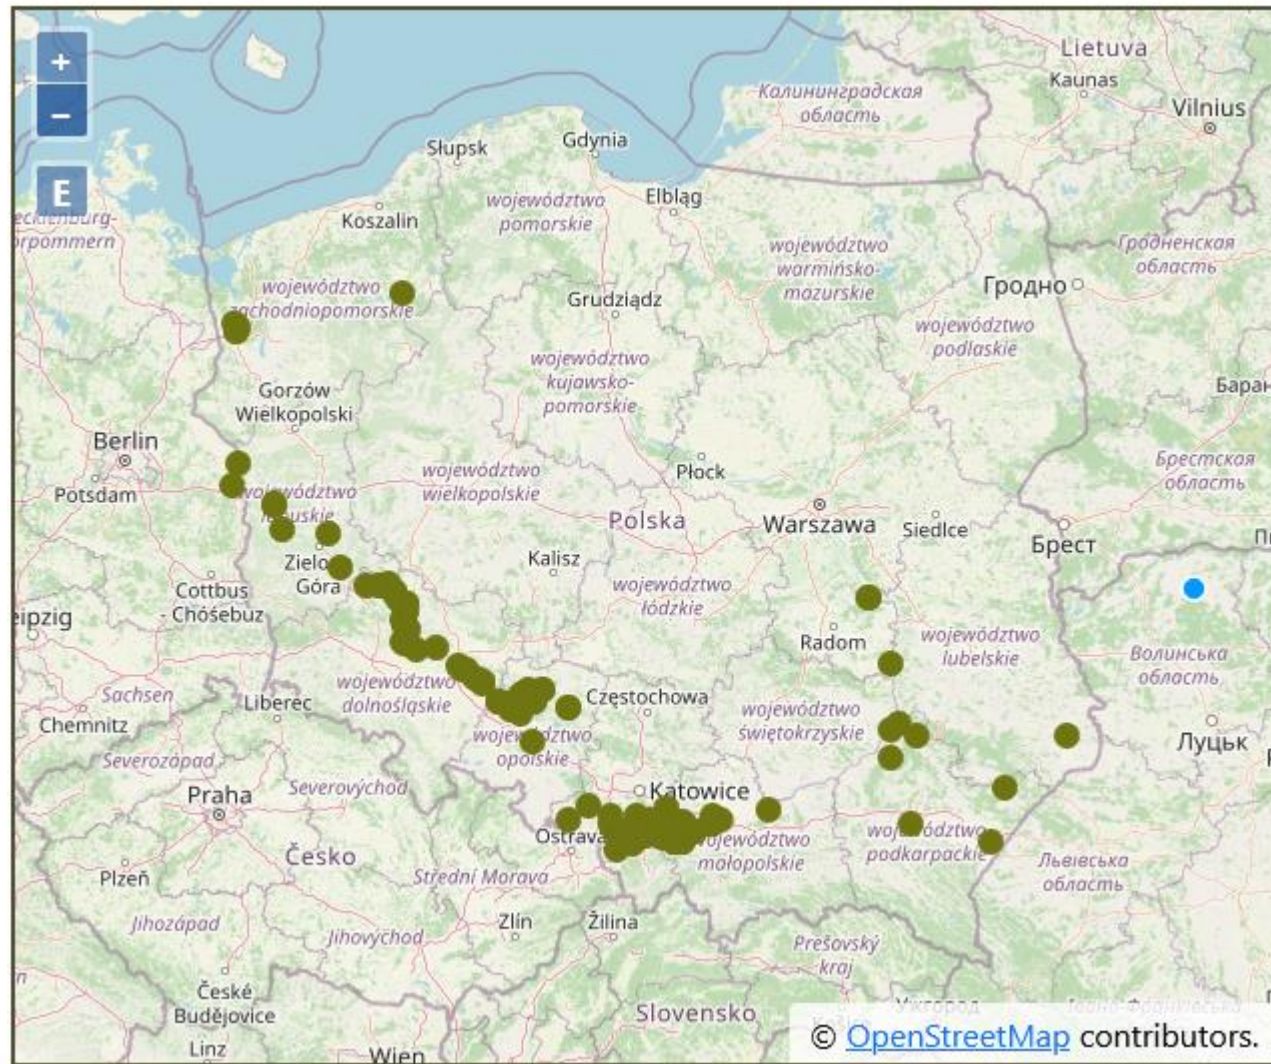 +
−
E
Lietuva
Kaunas
Vilnius
Калининградская
область
Gdynia
Słupsk
Elbląg
Koszalin
województwo
pomorskie
województwo
warmińsko-
mazurskie
Гродненская
область
Гродно
województwo
zachodniopomorskie
Grudziądz
województwo
podlaskie
województwo
kujawsko-
pomorskie
Gorzów
Wielkopolski
Berlin
Potsdam
województwo
wielkopolskie
Płock
Брестская
область
Polska
Warszawa
Siedlce
Брест
Kalisz
Zielo
Góra
Cottbus
- Chóśebuz
województwo
łódzkie
Radom
województwo
lubelskie
Волинська
область
eipzig
Sachsen
Chemnitz
Liberec
województwo
dolnośląskie
Częstochowa
województwo
świętokrzyskie
województwo
opolskie
Луцьк
Severozápad
Severovýchod
Praha
Katowice
Ostrava
województwo
małopolskie
województwo
podkarpackie
Львівська
область
Česko
Plzeň
Střední Morava
Jihozápad
Jihovýchod
Zlín
Žilina
Prešovský
kraj
České
Budějovice
Slovensko
Ужгород
Linz
Wien
© OpenStreetMap contributors.